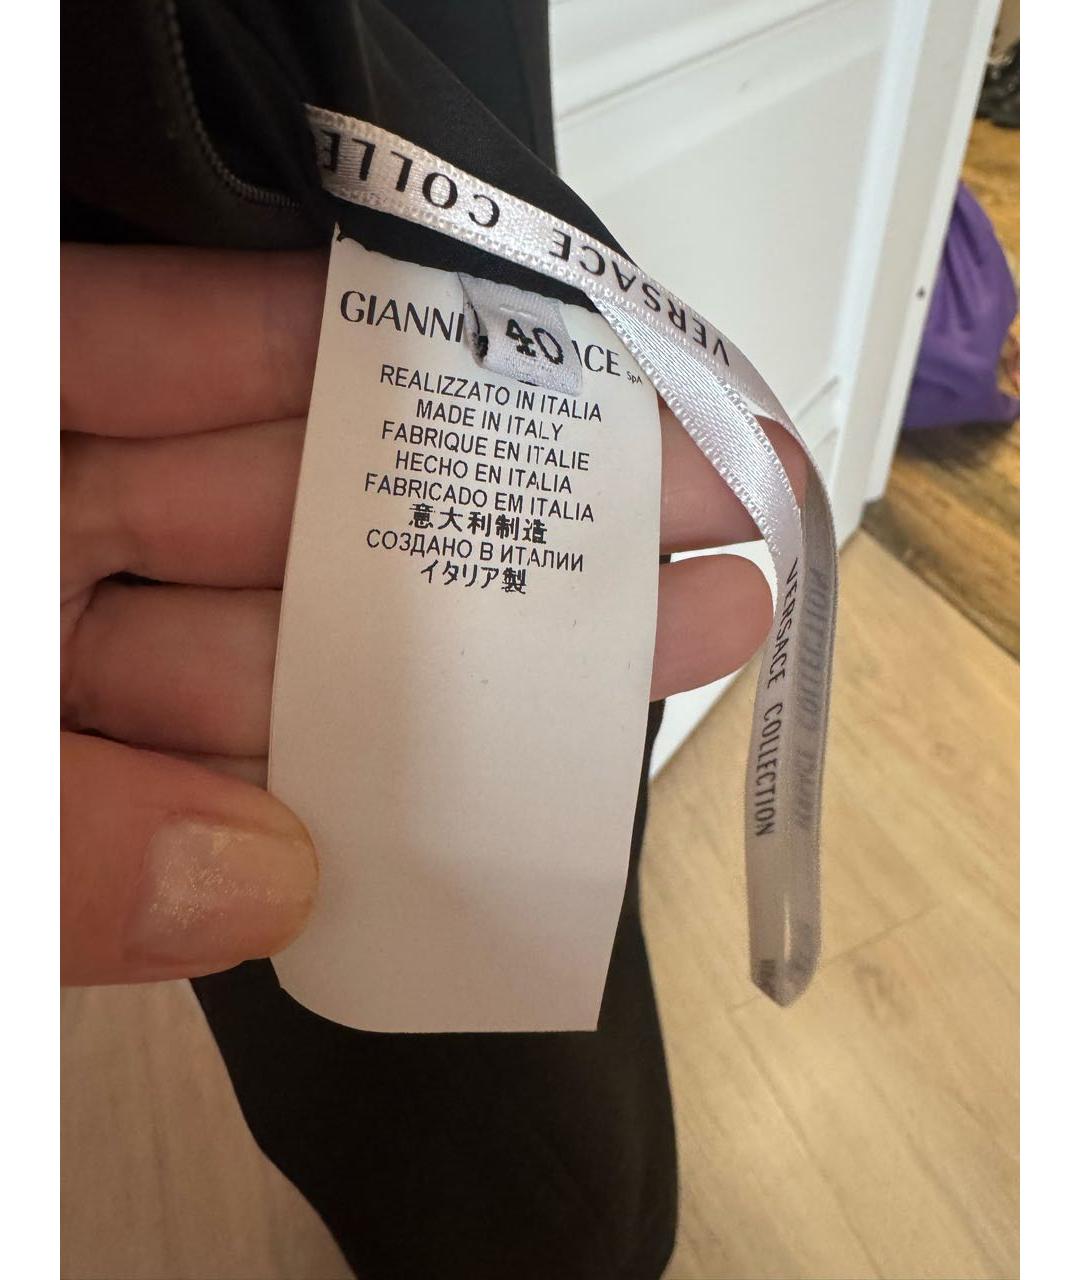 COLLE
VERSACE
GIANNI
40
ACE SpA
REALIZZATO IN ITALIA
MADE IN ITALY
FABRIQUE EN ITALIE
HECHO EN ITALIA
FABRICADO EM ITALIA
意大利制造
СОЗДАНО В ИТАЛИИ
イタリア製
VERSACE COLLECTION